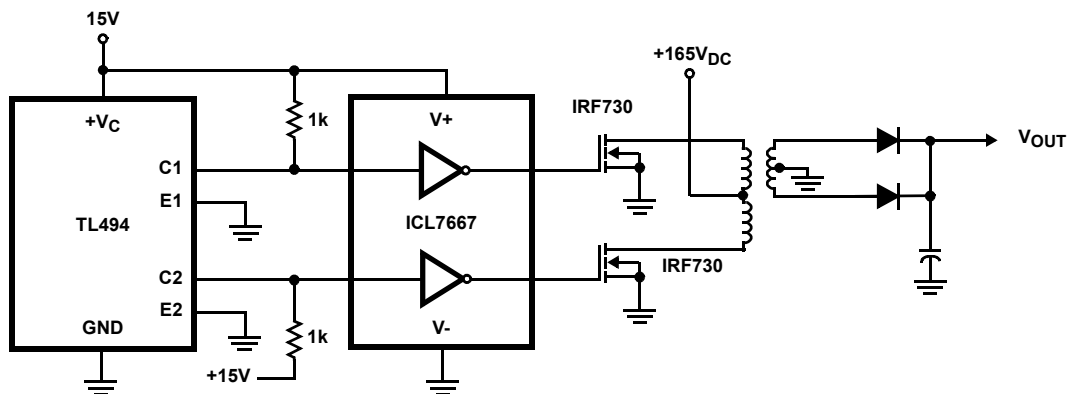 15V
+165VDC
IRF730
+VC
1k
V+
VOUT
C1
E1
TL494
ICL7667
C2
IRF730
E2
GND
1k
V-
+15V